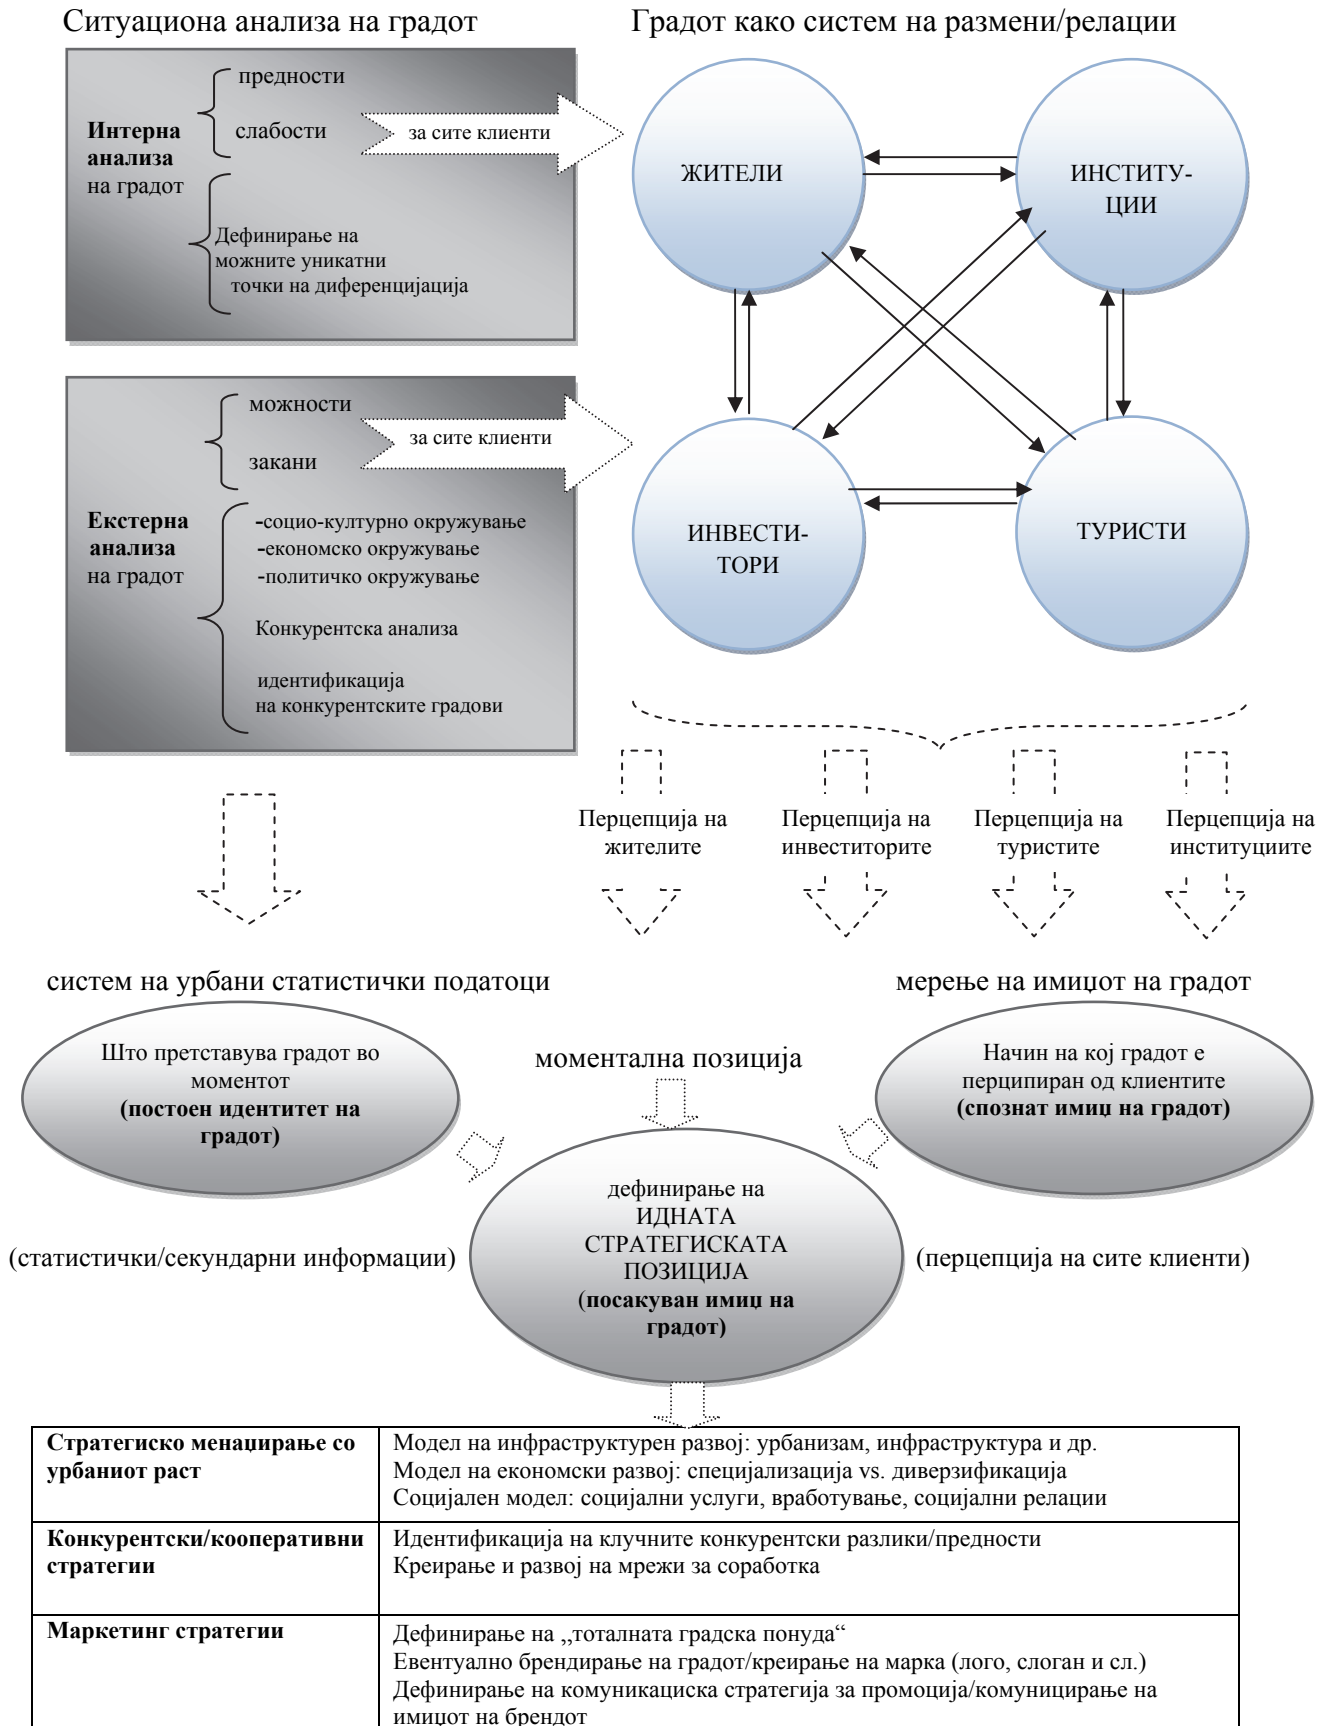 Ситуациона анализа на градот
Градот како систем на размени/релации
предности
слабости
Интерна
анализа
на градот
за сите клиенти
Дефинирање на
можните уникатни
точки на диференцијација
ЖИТЕЛИ
ИНСТИТУ-
ЦИИ
можности
закани
за сите клиенти
Екстерна
анализа
на градот
-социо-културно окружување
-економско окружување
-политичко окружување
Конкурентска анализа
идентификација
на конкурентските градови
ИНВЕСТИ-
ТОРИ
ТУРИСТИ
Перцепција на
жителите
Перцепција на
инвеститорите
Перцепција на
туристите
Перцепција на
институциите
систем на урбани статистички податоци
мерење на имиџот на градот
Што претставува градот во
моментот
(постоен идентитет на
градот)
моментална позиција
Начин на кој градот е
перципиран од клиентите
(спознат имиџ на градот)
дефинирање на
ИДНАТА
СТРАТЕГИСКАТА
ПОЗИЦИЈА
(посакуван имиџ на
градот)
(статистички/секундарни информации)
(перцепција на сите клиенти)
Стратегиско менаџирање со
урбаниот раст
Модел на инфраструктурен развој: урбанизам, инфраструктура и др.
Модел на економски развој: специјализација vs. диверзификација
Социјален модел: социјални услуги, вработување, социјални релации
Конкурентски/кооперативни
стратегии
Идентификација на клучните конкурентски разлики/предности
Креирање и развој на мрежи за соработка
Маркетинг стратегии
Дефинирање на „тоталната градска понуда“
Евентуално брендирање на градот/креирање на марка (лого, слоган и сл.)
Дефинирање на комуникациска стратегија за промоција/комуницирање на
имиџот на брендот